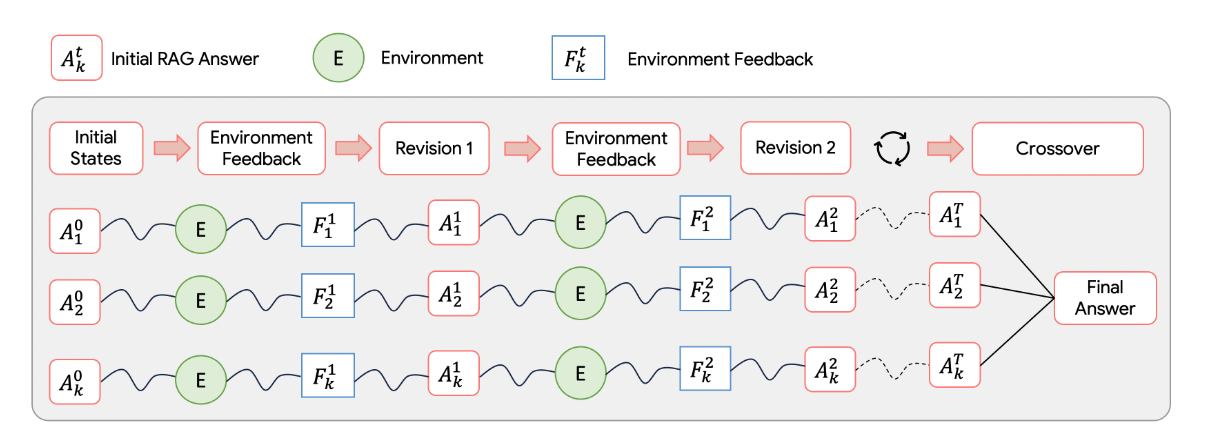 A_k^t Initial RAG Answer E Environment F_k^t Environment Feedback
Initial
States
Environment
Feedback
Revision 1
Environment
Feedback
Revision 2
Crossover
A_1^0 E F_1^1 A_1^1 E F_1^2 A_1^2 A_1^T
A_2^0 E F_2^1 A_2^1 E F_2^2 A_2^2 A_2^T
Final
Answer
A_k^0 E F_k^1 A_k^1 E F_k^2 A_k^2 A_k^T